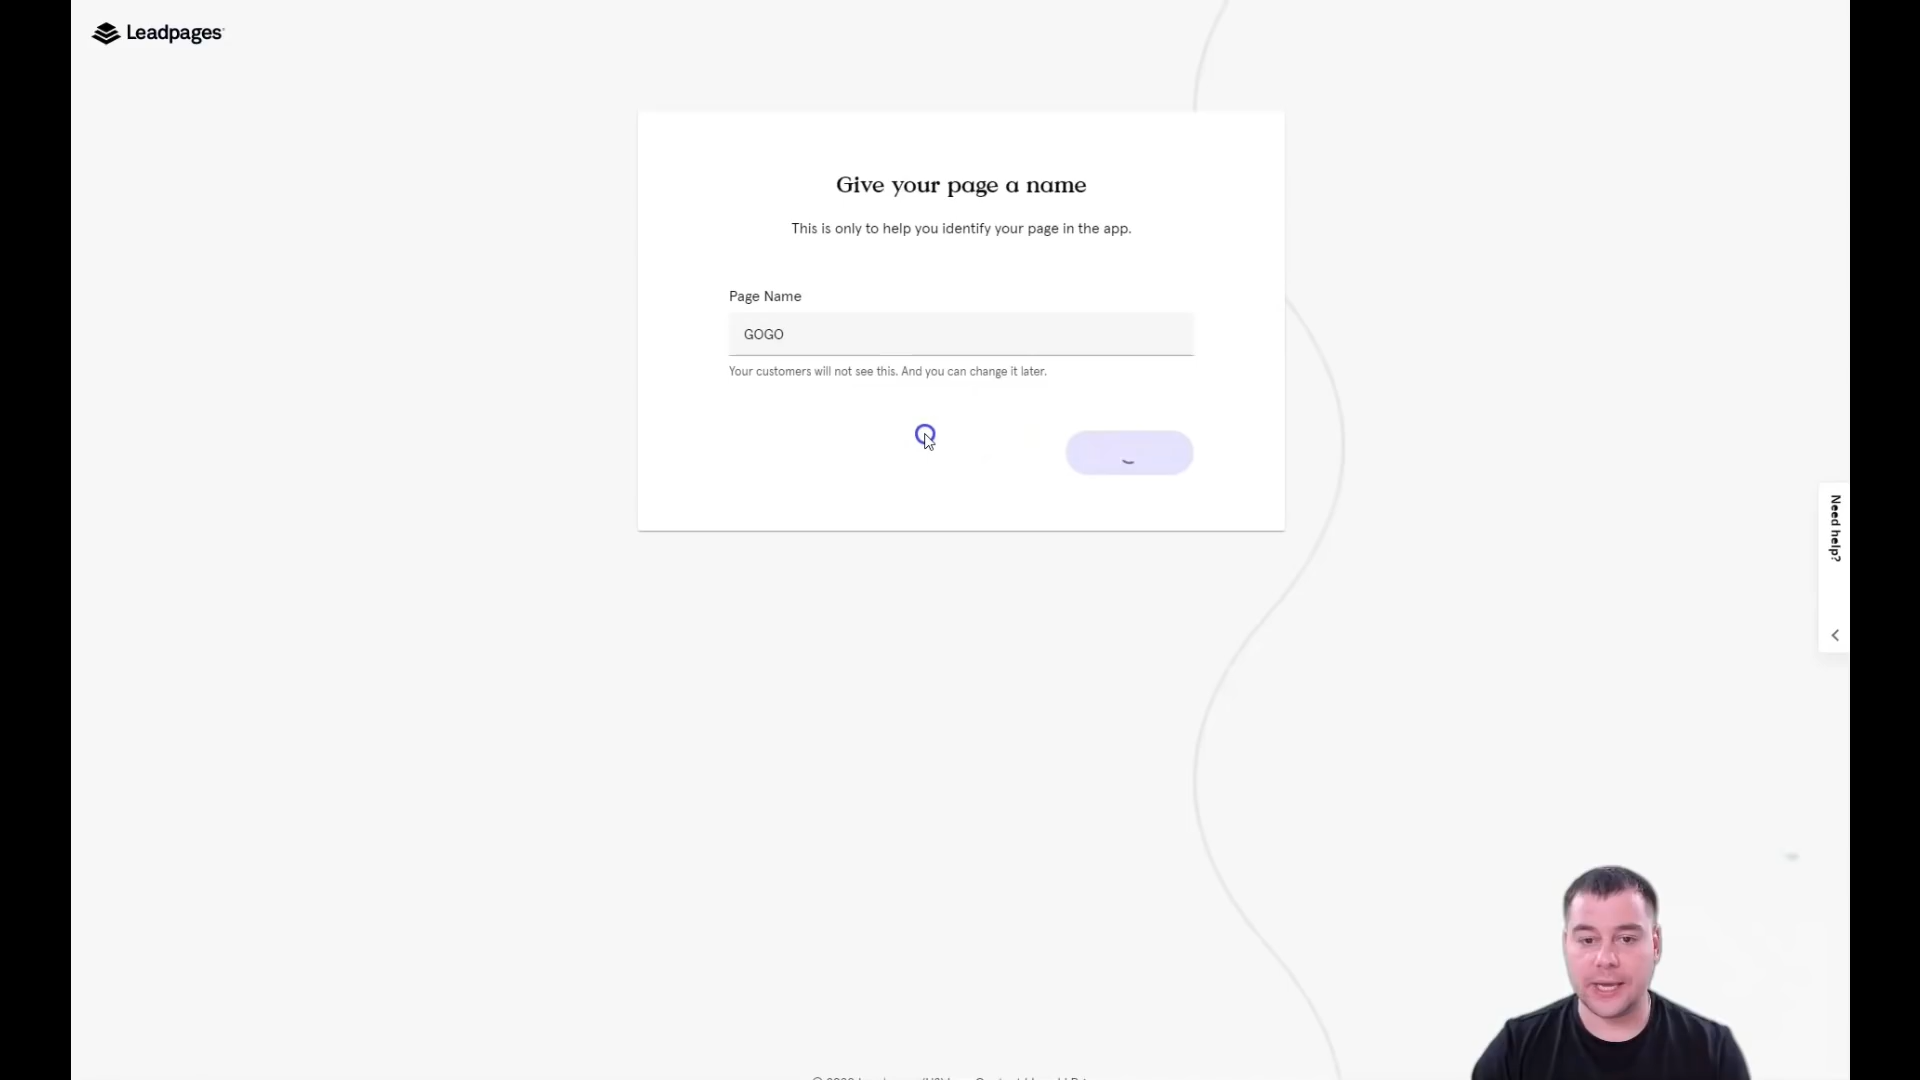 Leadpages
Give your page a name
This is only to help you identify your page in the app.
Page Name
GOGO
Your customers will not see this. And you can change it later.
Need help?